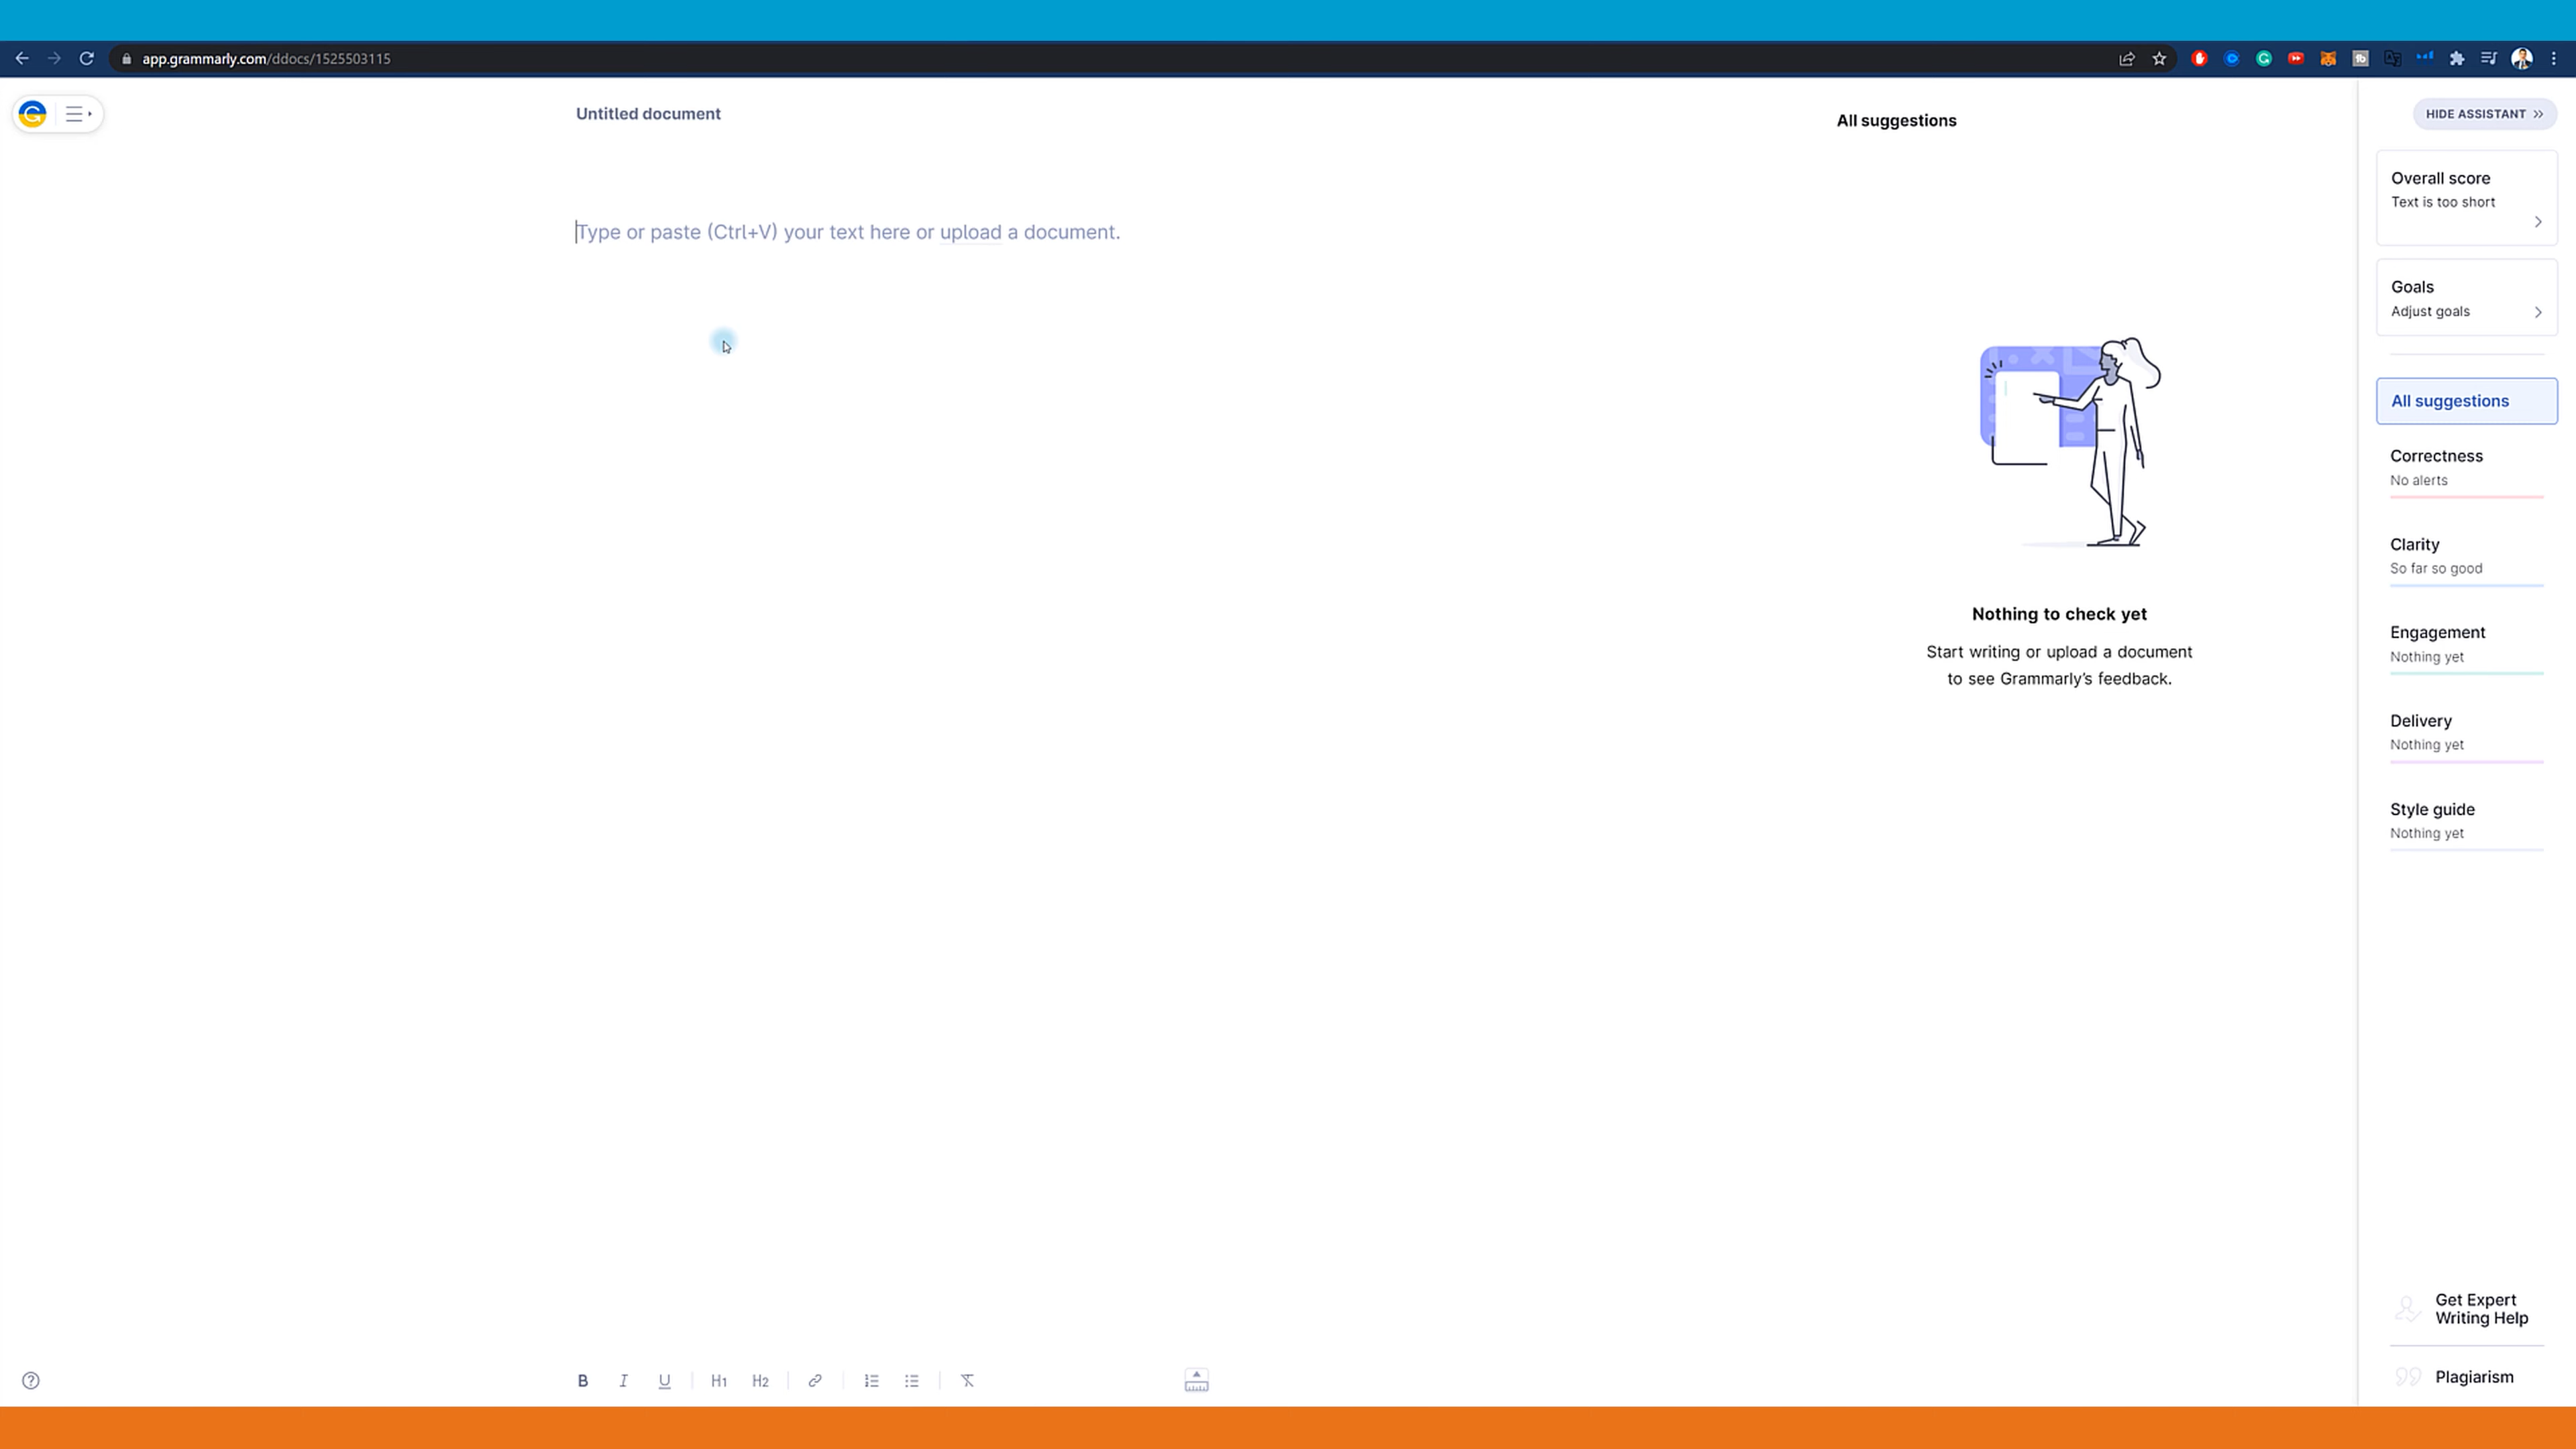 app.grammarly.com/ddocs/1525503115
Untitled document
All suggestions
HIDE ASSISTANT
Type or paste (Ctrl+V) your text here or upload a document.
Overall score
Text is too short
Goals
Adjust goals
All suggestions
Correctness
No alerts
Clarity
So far so good
Nothing to check yet
Start writing or upload a document
to see Grammarly's feedback.
Engagement
Nothing yet
Delivery
Nothing yet
Style guide
Nothing yet
Get Expert
Writing Help
Plagiarism
B I U H1 H2